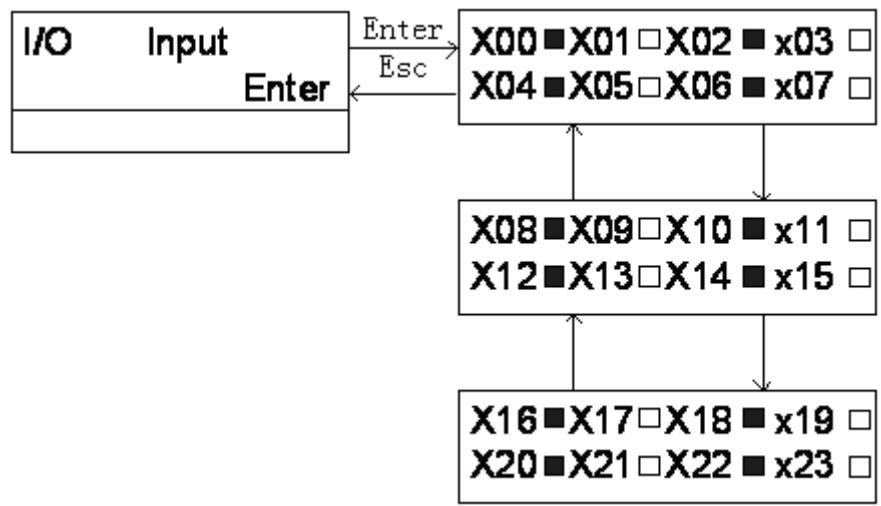 I/O Input
Enter
Enter
Esc
X00 ■ X01 □ X02 ■ x03 □
X04 ■ X05 □ X06 ■ x07 □
X08 ■ X09 □ X10 ■ x11 □
X12 ■ X13 □ X14 ■ x15 □
X16 ■ X17 □ X18 ■ x19 □
X20 ■ X21 □ X22 ■ x23 □